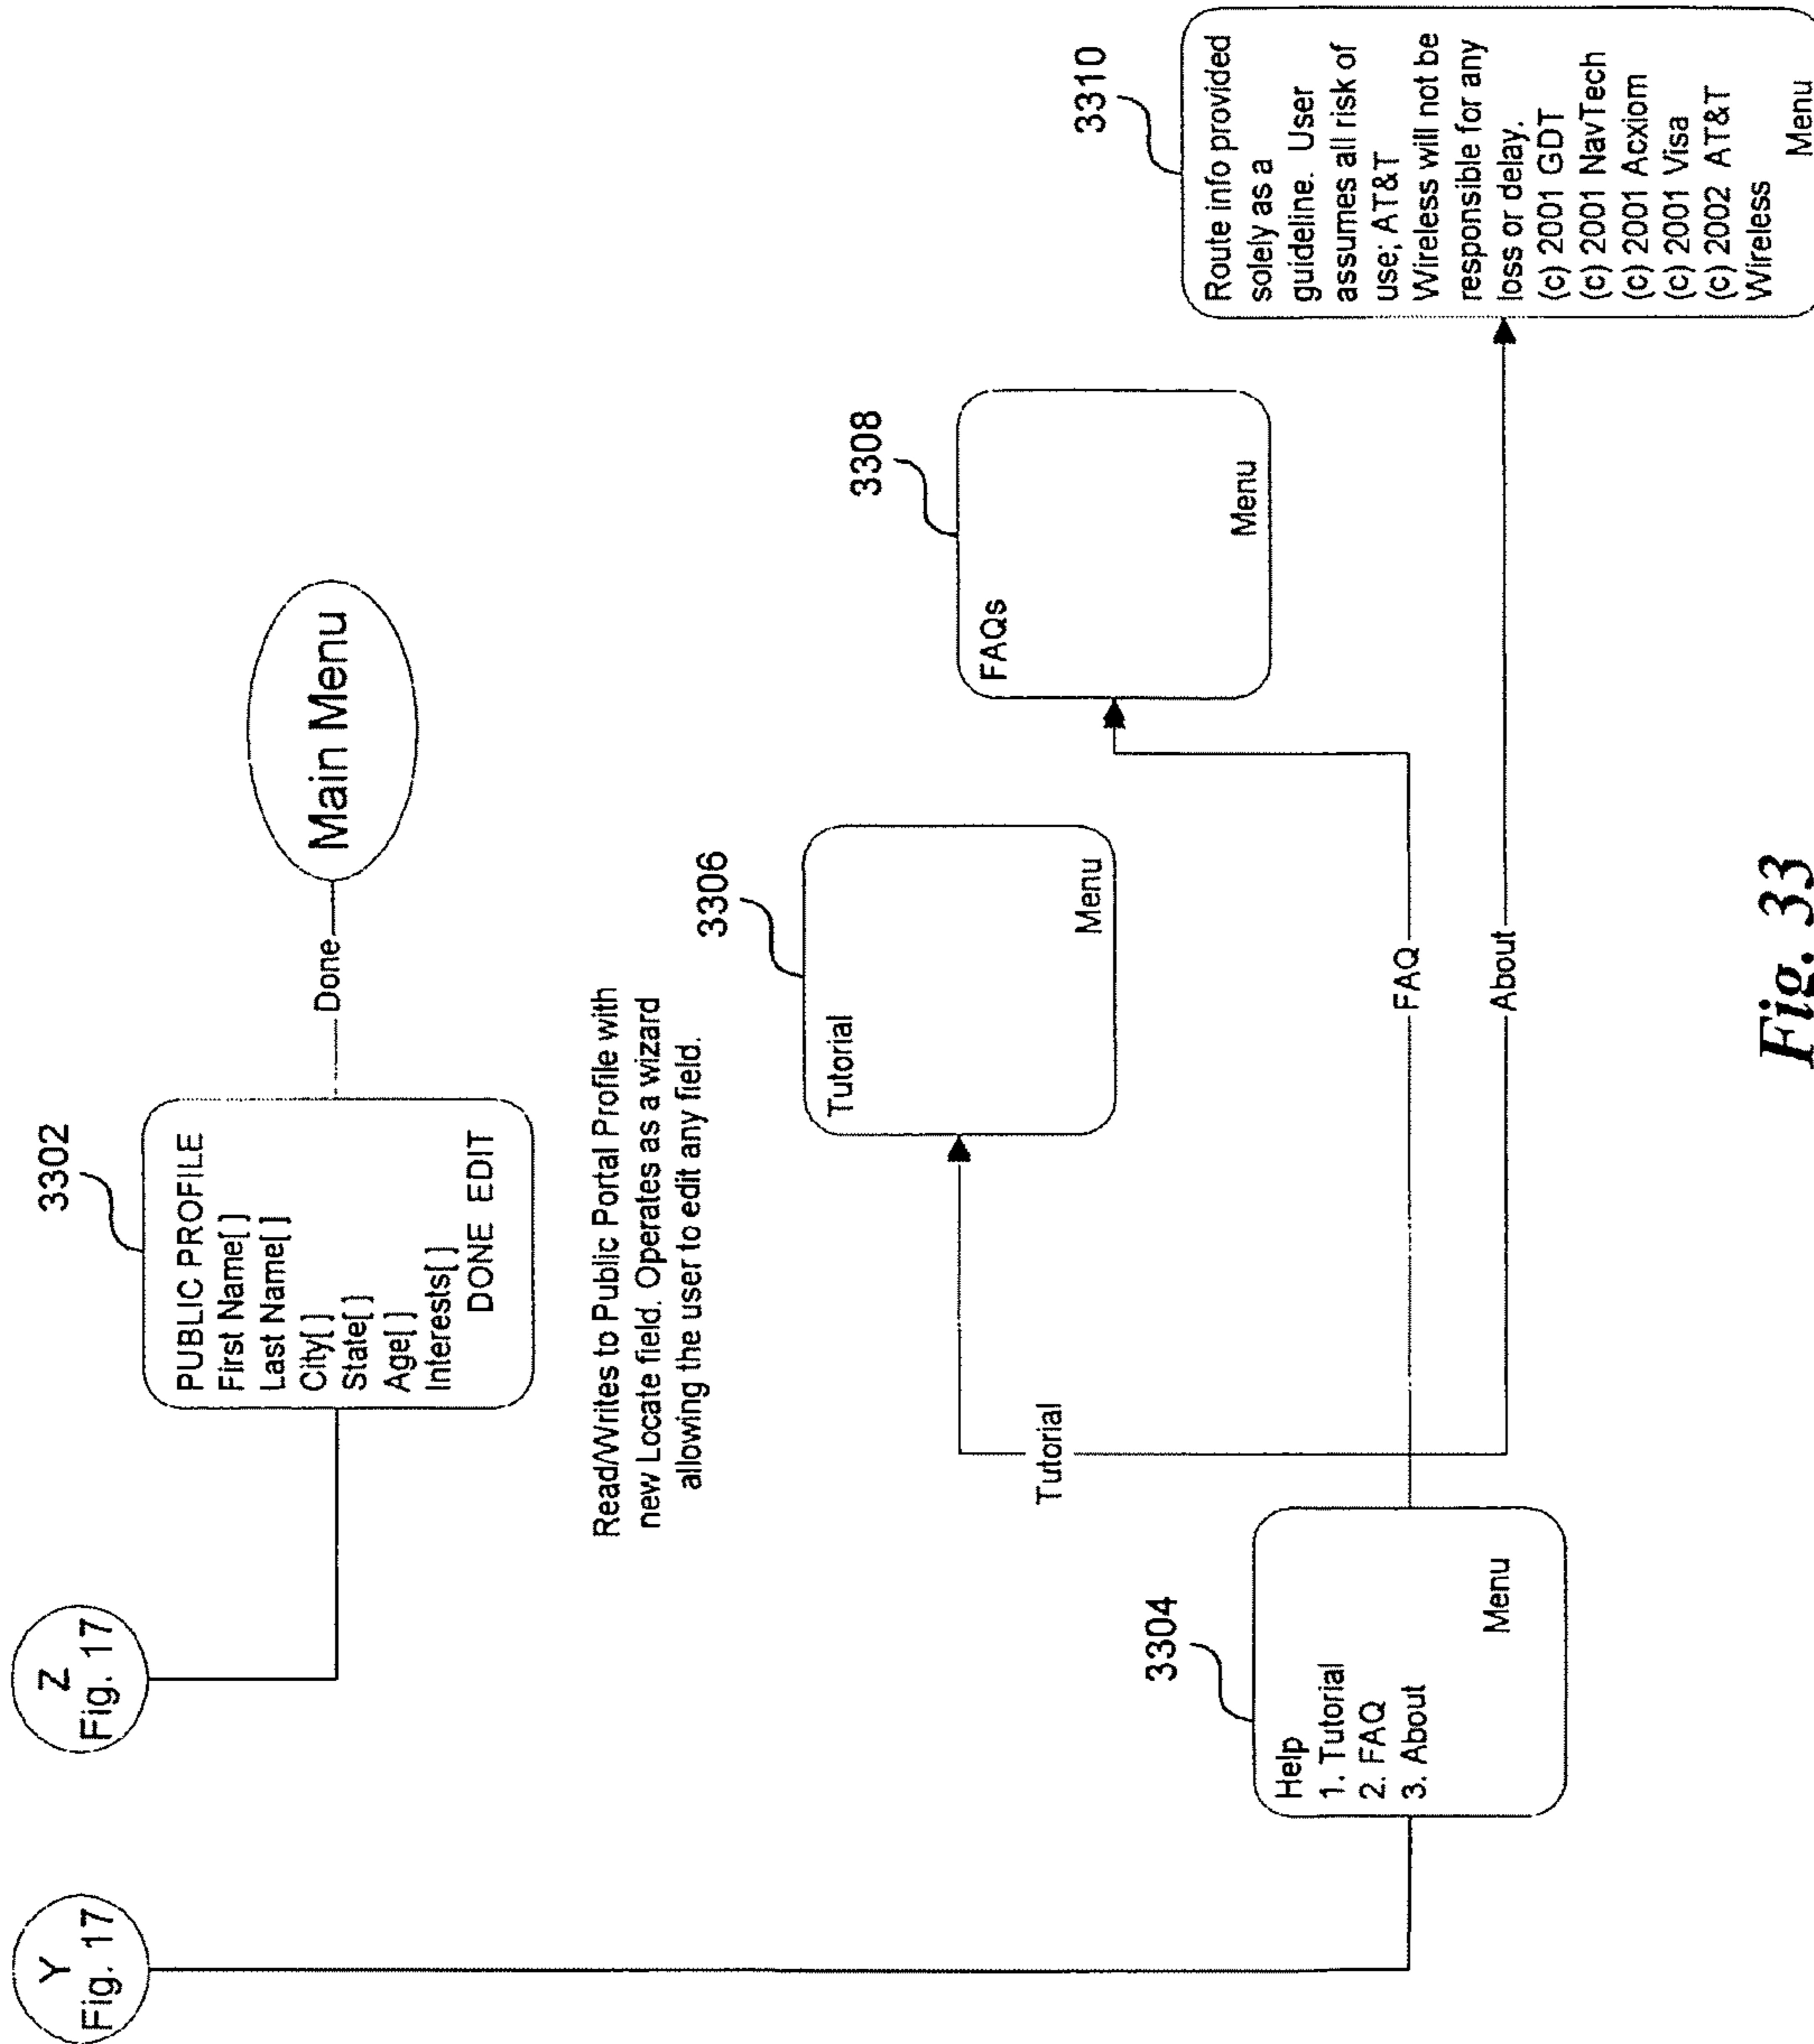 Z
Fig. 17
3302
PUBLIC PROFILE
First Name[ ]
Last Name[ ]
City[ ]
State[ ]
Age[ ]
Interests[ ]
DONE EDIT
Done
Main Menu
Read/Writes to Public Portal Profile with
new Locate field. Operates as a wizard
allowing the user to edit any field.
Y
Fig. 17
3304
Help
1. Tutorial
2. FAQ
3. About
Menu
Tutorial
3306
Tutorial
Menu
FAQ
3308
FAQs
Menu
About
3310
Route info provided
solely as a
guideline. User
assumes all risk of
use; AT&T
Wireless will not be
responsible for any
loss or delay.
(c) 2001 GDT
(c) 2001 NavTech
(c) 2001 Acxiom
(c) 2001 Visa
(c) 2002 AT&T
Wireless
Menu
Fig. 33